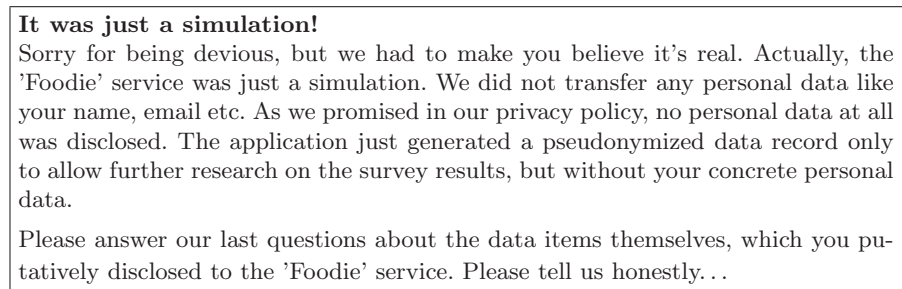 It was just a simulation!
Sorry for being devious, but we had to make you believe it's real. Actually, the
’Foodie’ service was just a simulation. We did not transfer any personal data like
your name, email etc. As we promised in our privacy policy, no personal data at all
was disclosed. The application just generated a pseudonymized data record only
to allow further research on the survey results, but without your concrete personal
data.
Please answer our last questions about the data items themselves, which you pu-
tatively disclosed to the ’Foodie’ service. Please tell us honestly. . .